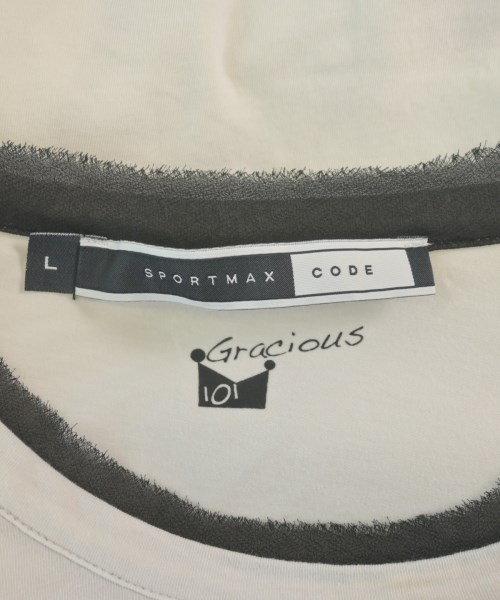 L
SPORTMAX CODE
Gracious
101